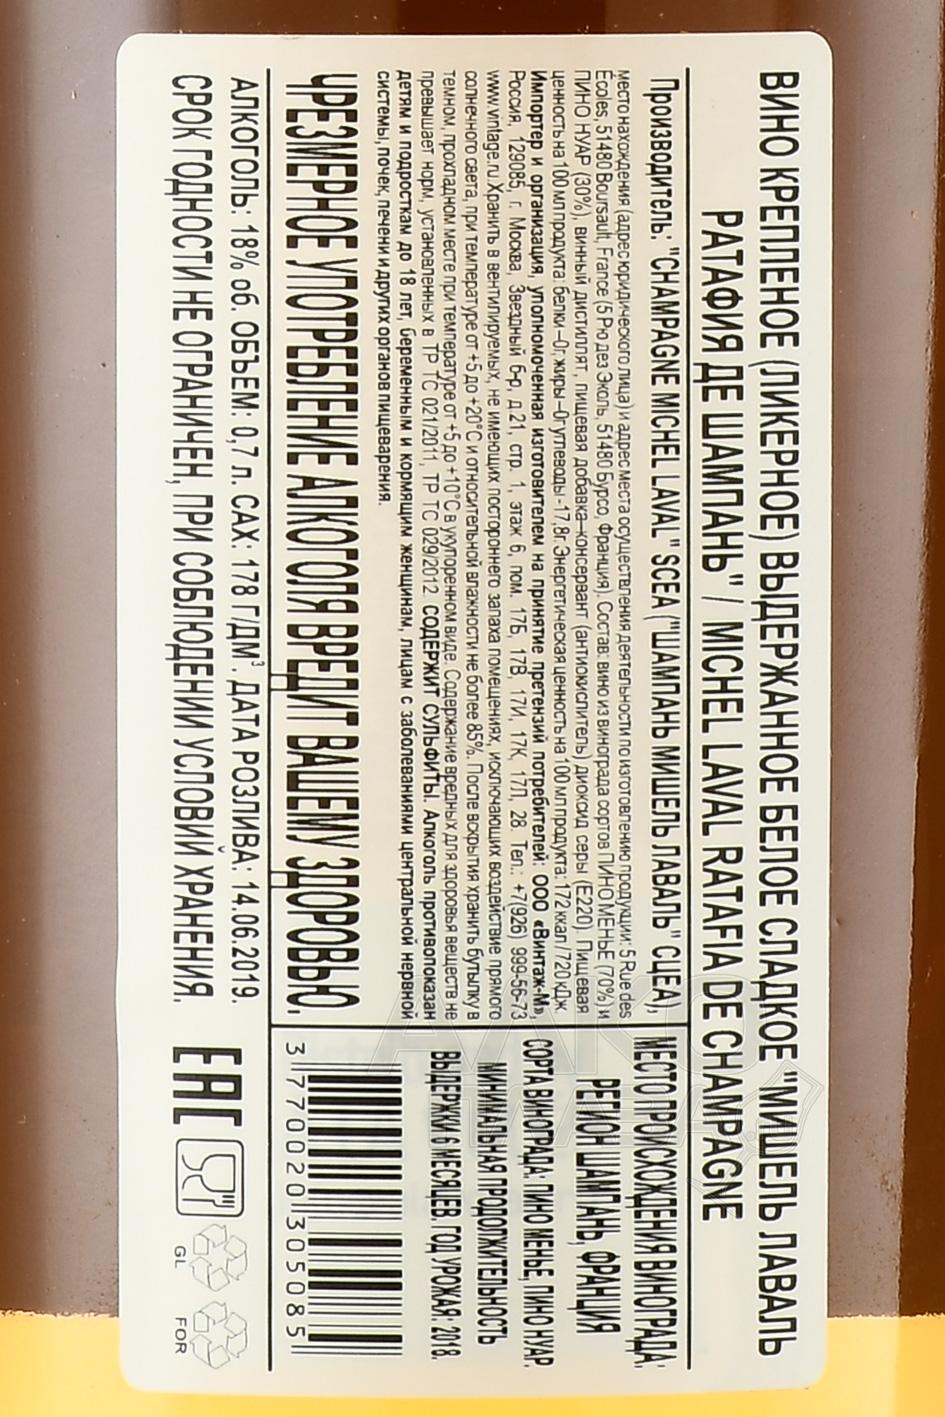 ВИНО КРЕПЛЕНОЕ (ЛИКЕРНОЕ) ВЫДЕРЖАННОЕ БЕЛОЕ СЛАДКОЕ "МИШЕЛЬ ЛАВАЛЬ
РАТАФИЯ ДЕ ШАМПАНЬ" / MICHEL LAVAL RATAFIA DE CHAMPAGNE
Производитель: "CHAMPAGNE MICHEL LAVAL" SCEA ("ШАМПАНЬ МИШЕЛЬ ЛАВАЛЬ" СЦЕА),
место нахождения (адрес юридического лица) и адрес места осуществления деятельности по изготовлению продукции: 5 Rue des
Écoles, 51480 Boursault, France (5 Рю дез Эколь, 51480 Бурсо, Франция). Состав: вино из винограда сортов ПИНО МЕНЬЕ (70%) и
ПИНО НУАР (30%), винный дистиллят, пищевая добавка–консервант (антиокислитель) диоксид серы (Е220). Пищевая
ценность на 100 мл продукта: белки – 0г, жиры – 0г, углеводы - 17,8г. Энергетическая ценность на 100 мл продукта: 172 ккал / 720 кДж.
Импортер и организация, уполномоченная изготовителем на принятие претензий потребителей: ООО «Винтаж-М»,
Россия, 129085, г. Москва, Звездный б-р, д.21, стр. 1, этаж 6, пом. 17Б, 17В, 17И, 17К, 17Л, 28. Тел.: +7(926) 999-56-73
www.vintage.ru. Хранить в вентилируемых, не имеющих постороннего запаха помещениях, исключающих воздействие прямого
солнечного света, при температуре от +5 до +20°С и относительной влажности не более 85%. После вскрытия хранить бутылку в
темном, прохладном месте при температуре от +5 до +10°С в укупоренном виде. Содержание вредных для здоровья веществ не
превышает норм, установленных в ТР ТС 021/2011, ТР ТС 029/2012. СОДЕРЖИТ СУЛЬФИТЫ. Алкоголь противопоказан
детям и подросткам до 18 лет, беременным и кормящим женщинам, лицам с заболеваниями центральной нервной
системы, почек, печени и других органов пищеварения.
ЧРЕЗМЕРНОЕ УПОТРЕБЛЕНИЕ АЛКОГОЛЯ ВРЕДИТ ВАШЕМУ ЗДОРОВЬЮ.
АЛКОГОЛЬ: 18% об. ОБЪЕМ: 0,7 л. САХ: 178 Г/ДМ³. ДАТА РОЗЛИВА: 14.06.2019.
СРОК ГОДНОСТИ НЕ ОГРАНИЧЕН, ПРИ СОБЛЮДЕНИИ УСЛОВИЙ ХРАНЕНИЯ.
МЕСТО ПРОИСХОЖДЕНИЯ ВИНОГРАДА:
РЕГИОН ШАМПАНЬ, ФРАНЦИЯ
СОРТА ВИНОГРАДА: ПИНО МЕНЬЕ, ПИНО НУАР.
МИНИМАЛЬНАЯ ПРОДОЛЖИТЕЛЬНОСТЬ
ВЫДЕРЖКИ 6 МЕСЯЦЕВ. ГОД УРОЖАЯ: 2018.
3 770020 305085
EAC
GL
FOR